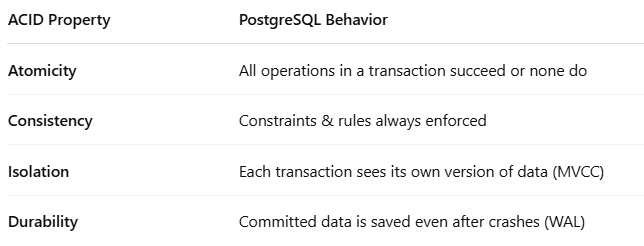 ACID Property PostgreSQL Behavior
Atomicity All operations in a transaction succeed or none do
Consistency Constraints & rules always enforced
Isolation Each transaction sees its own version of data (MVCC)
Durability Committed data is saved even after crashes (WAL)